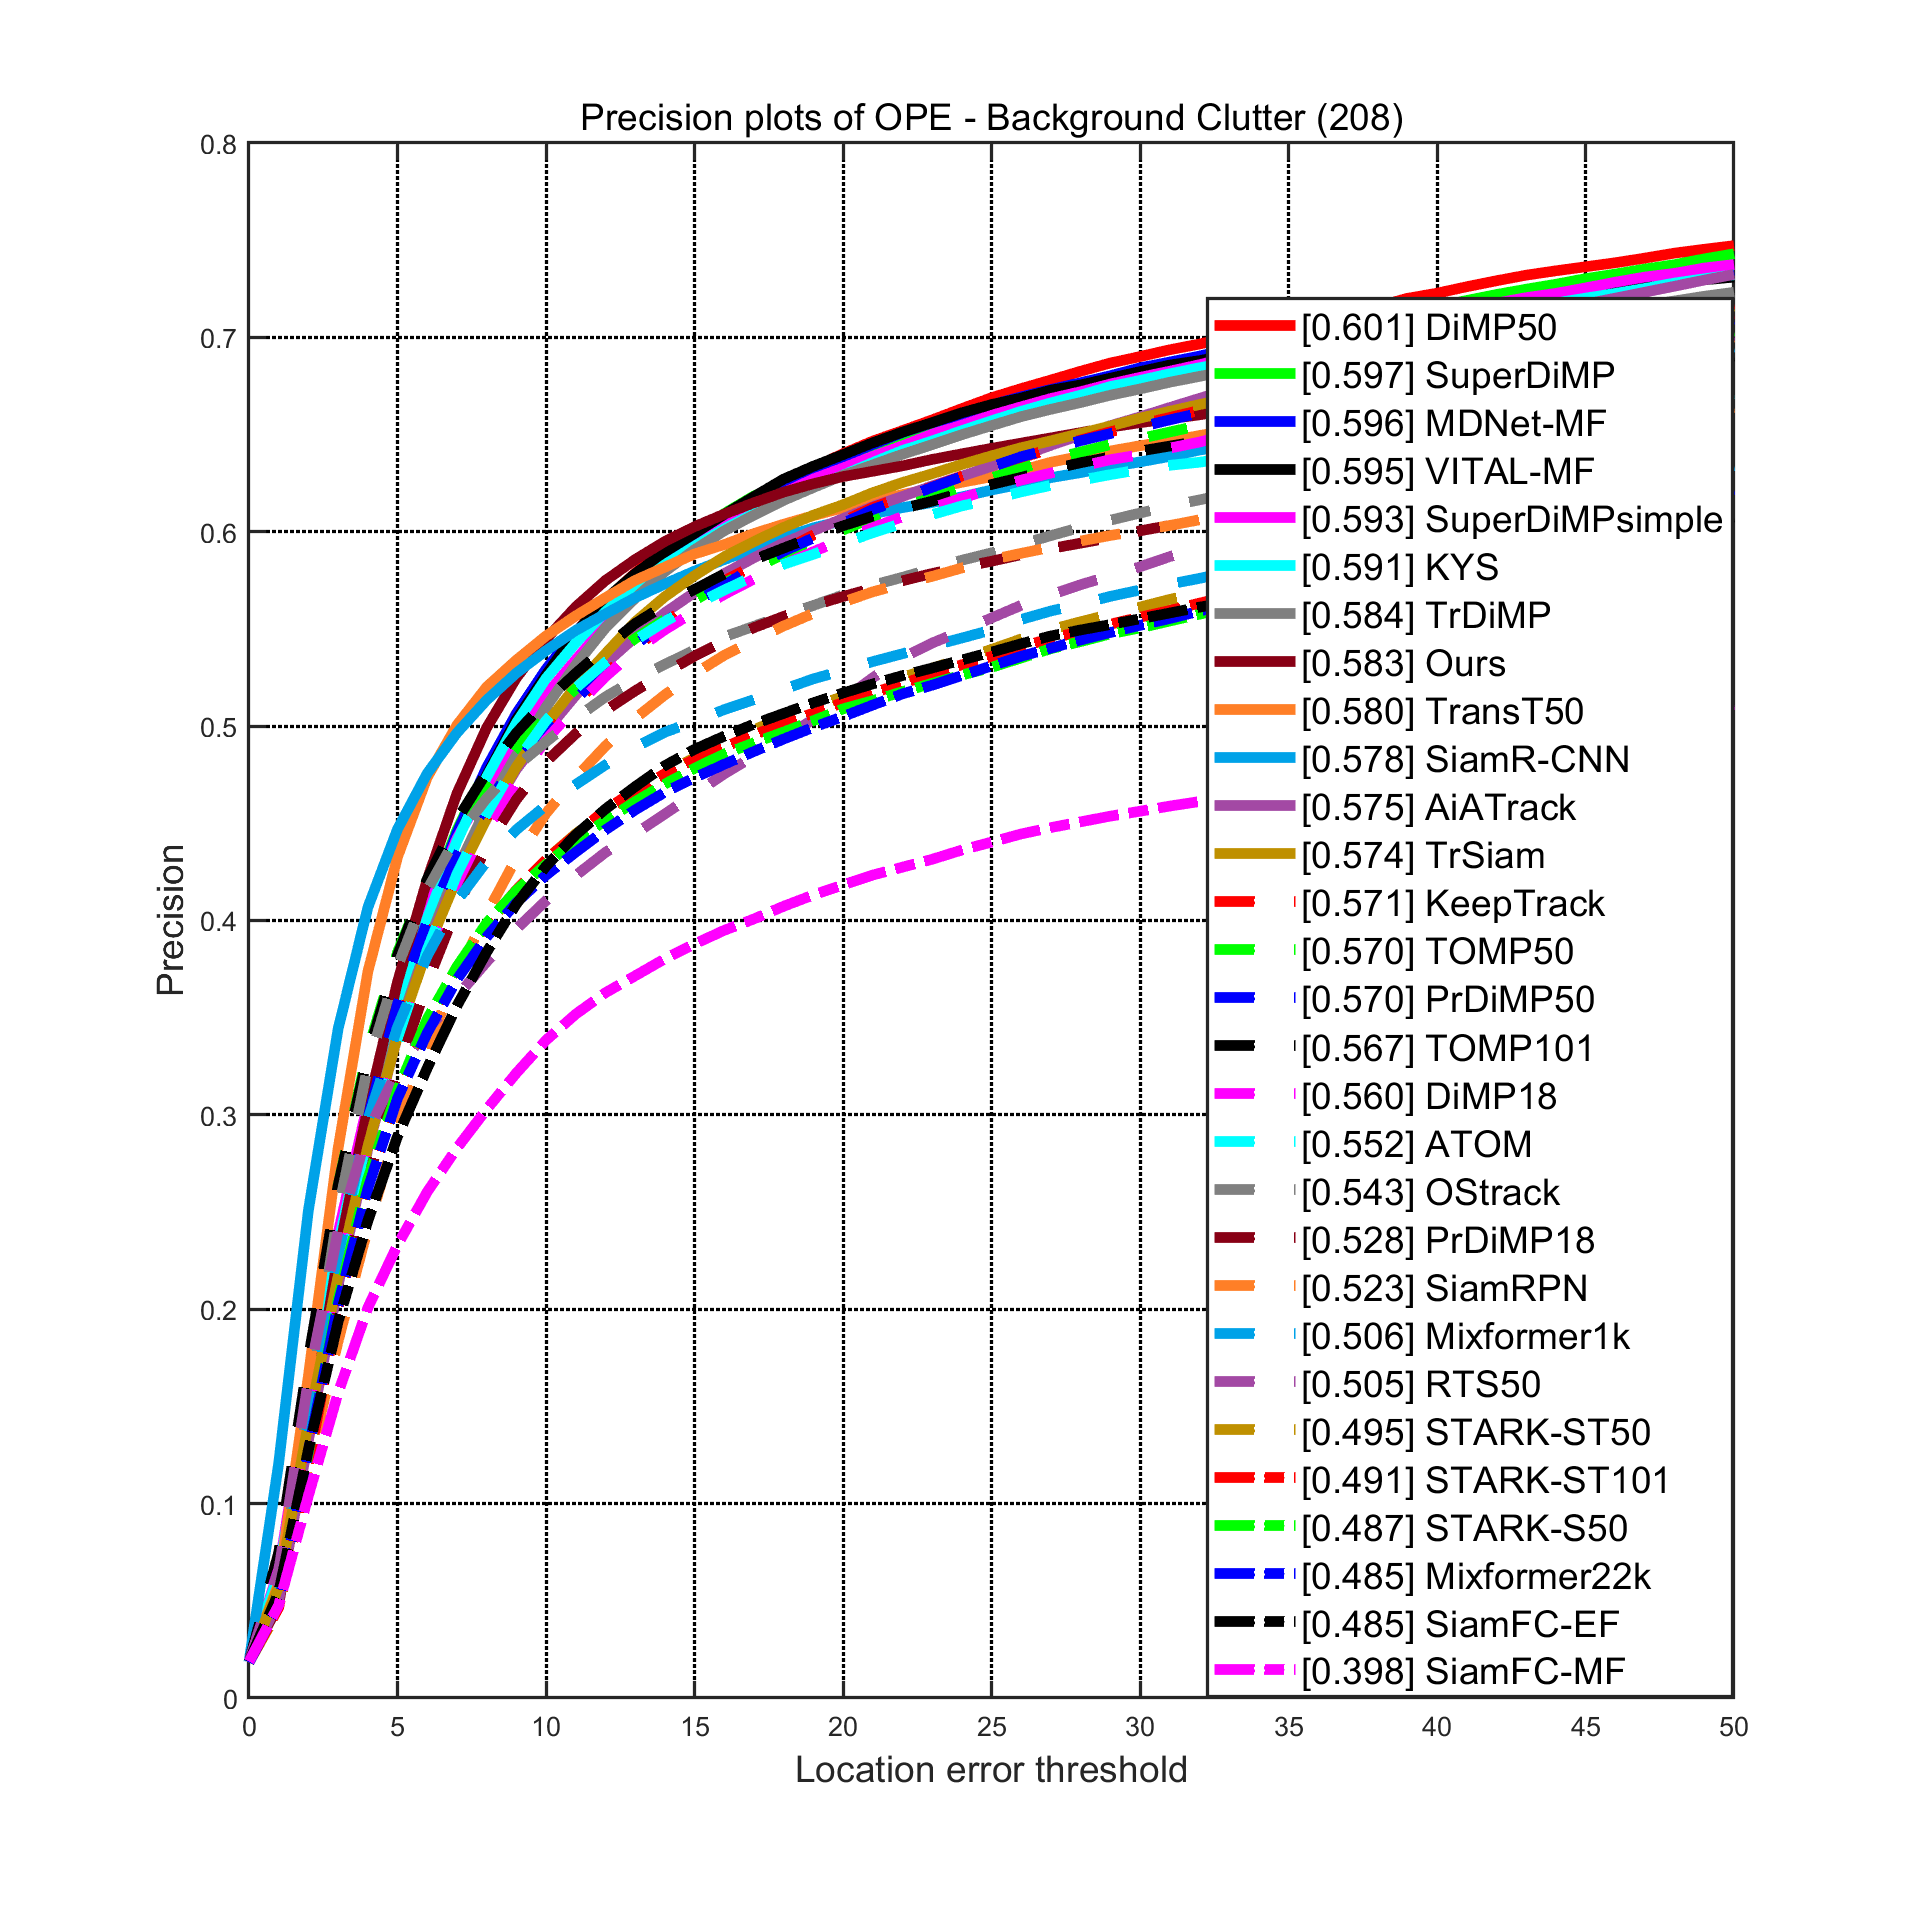 Precision plots of OPE - Background Clutter (208)
0.8
0.7
0.6
0.5
0.4
0.3
0.2
0.1
0
Precision
[0.601] DiMP50
[0.597] SuperDiMP
[0.596] MDNet-MF
[0.595] VITAL-MF
[0.593] SuperDiMPsimple
[0.591] KYS
[0.584] TrDiMP
[0.583] Ours
[0.580] TransT50
[0.578] SiamR-CNN
[0.575] AiATrack
[0.574] TrSiam
[0.571] KeepTrack
[0.570] TOMP50
[0.570] PrDiMP50
[0.567] TOMP101
[0.560] DiMP18
[0.552] ATOM
[0.543] OStrack
[0.528] PrDiMP18
[0.523] SiamRPN
[0.506] Mixformer1k
[0.505] RTS50
[0.495] STARK-ST50
[0.491] STARK-ST101
[0.487] STARK-S50
[0.485] Mixformer22k
[0.485] SiamFC-EF
[0.398] SiamFC-MF
0 5 10 15 20 25 30 35 40 45 50
Location error threshold